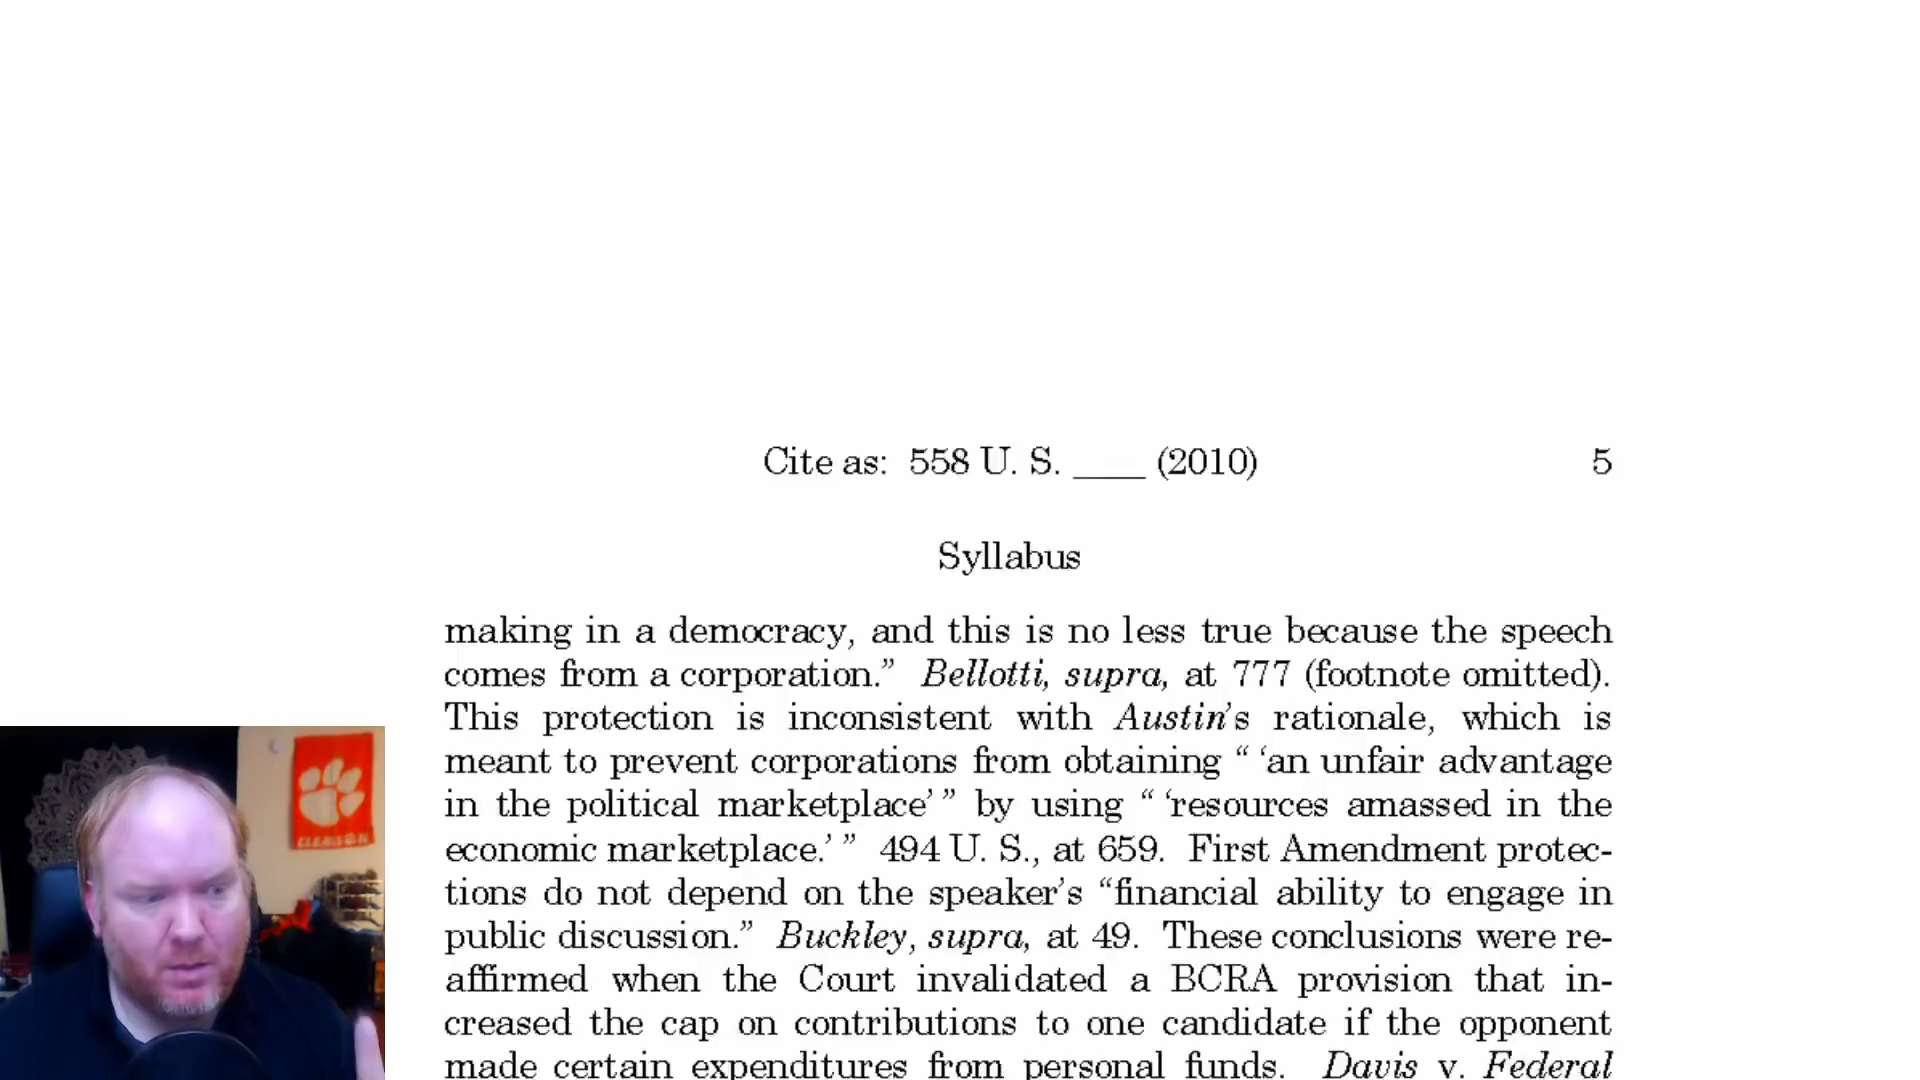 Cite as: 558 U. S. ____ (2010) 5
Syllabus
making in a democracy, and this is no less true because the speech
comes from a corporation.” Bellotti, supra, at 777 (footnote omitted).
This protection is inconsistent with Austin’s rationale, which is
meant to prevent corporations from obtaining “ ‘an unfair advantage
in the political marketplace’ ” by using “ ‘resources amassed in the
economic marketplace.’ ” 494 U. S., at 659. First Amendment protec-
tions do not depend on the speaker’s “financial ability to engage in
public discussion.” Buckley, supra, at 49. These conclusions were re-
affirmed when the Court invalidated a BCRA provision that in-
creased the cap on contributions to one candidate if the opponent
made certain expenditures from personal funds. Davis v. Federal
CLEMSON